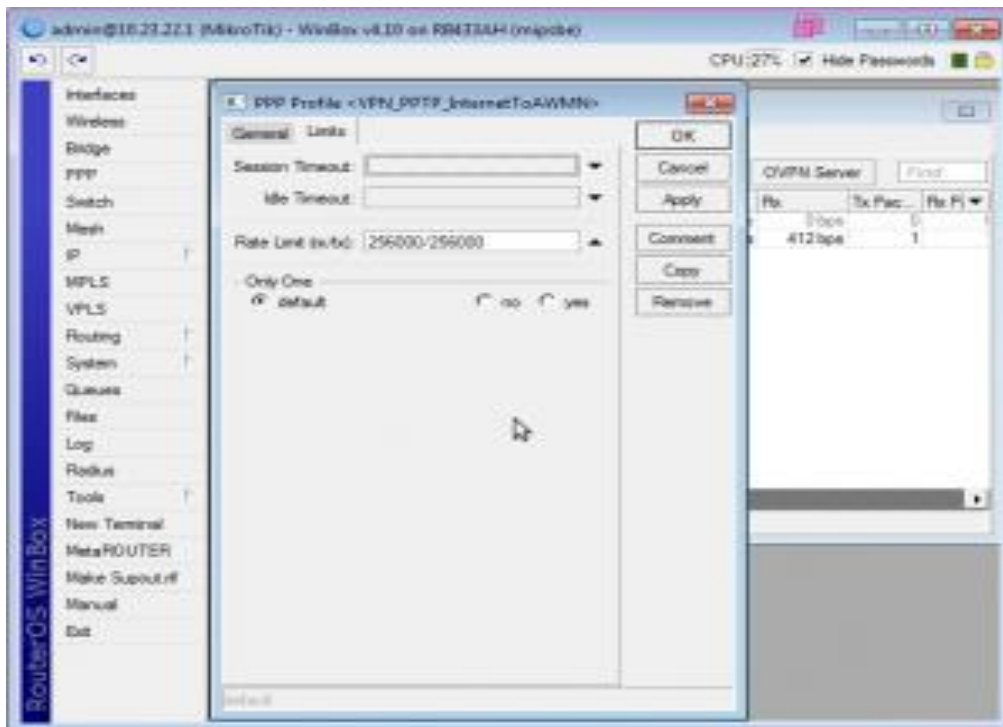 admin@10.23.22.1 (MikroTik) - WinBox v4.10 on RB433AH (mipsbe)
CPU: 27% Hide Passwords
RouterOS WinBox
Interfaces
Wireless
Bridge
PPP
Switch
Mesh
IP
MPLS
VPLS
Routing
System
Queues
Files
Log
Radius
Tools
New Terminal
MetaROUTER
Make Supout.rif
Manual
Exit
PPP Profile <VPN_PPTP_InternetToAWMN>
General Limits
Session Timeout:
Idle Timeout:
Rate Limit (rx/tx): 256000/256000
Only One
default no yes
OK
Cancel
Apply
Comment
Copy
Remove
default
OVPN Server Find
Rx Tx Pac... Rx P
0 bps 0
412 bps 1